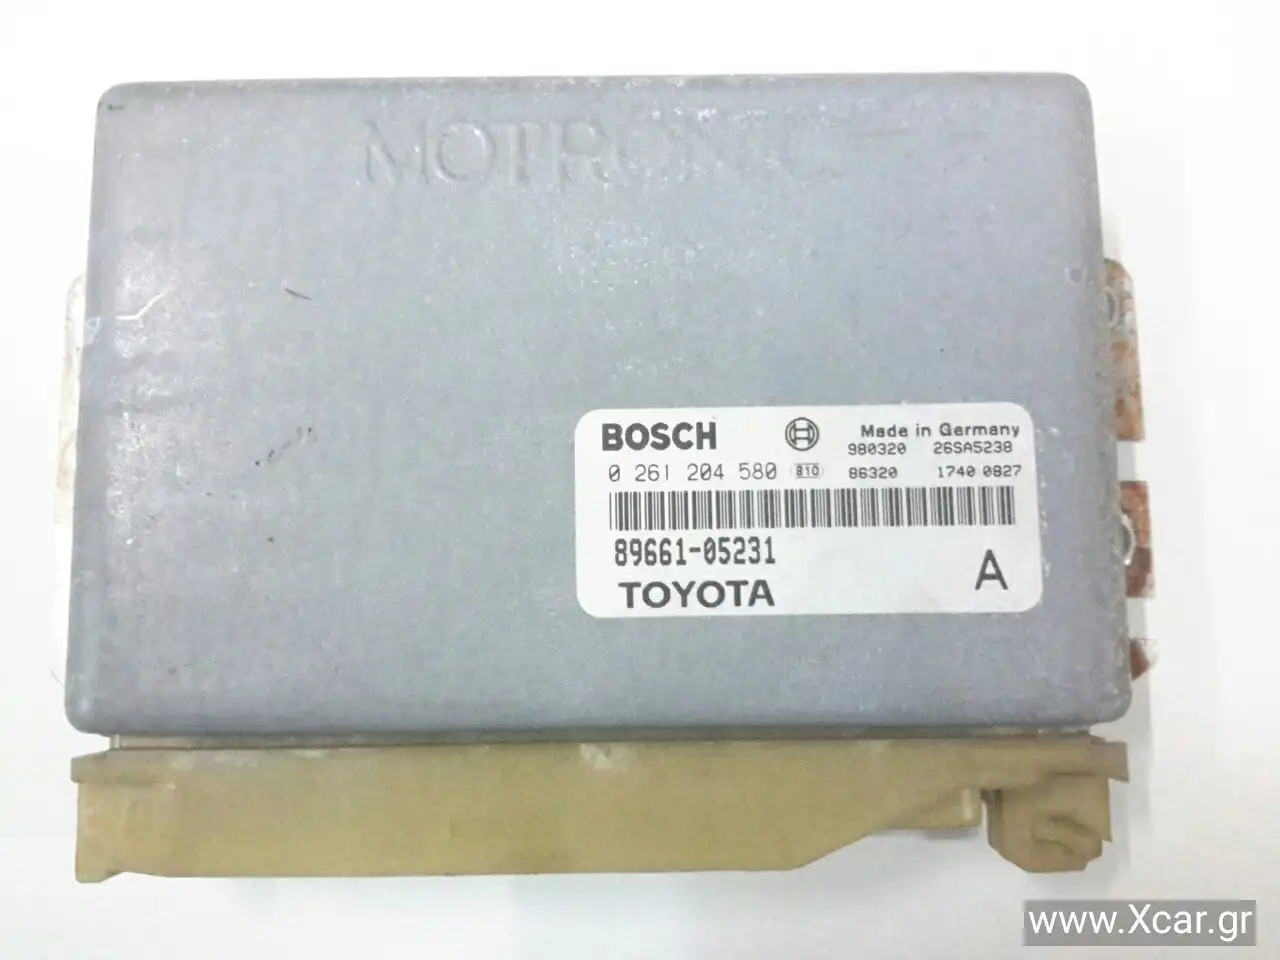 MOTRONIC
BOSCH Made in Germany
980320 26SA5238
0 261 204 580 B10 86320 1740 0827
89661-05231
A
TOYOTA
www.Xcar.gr